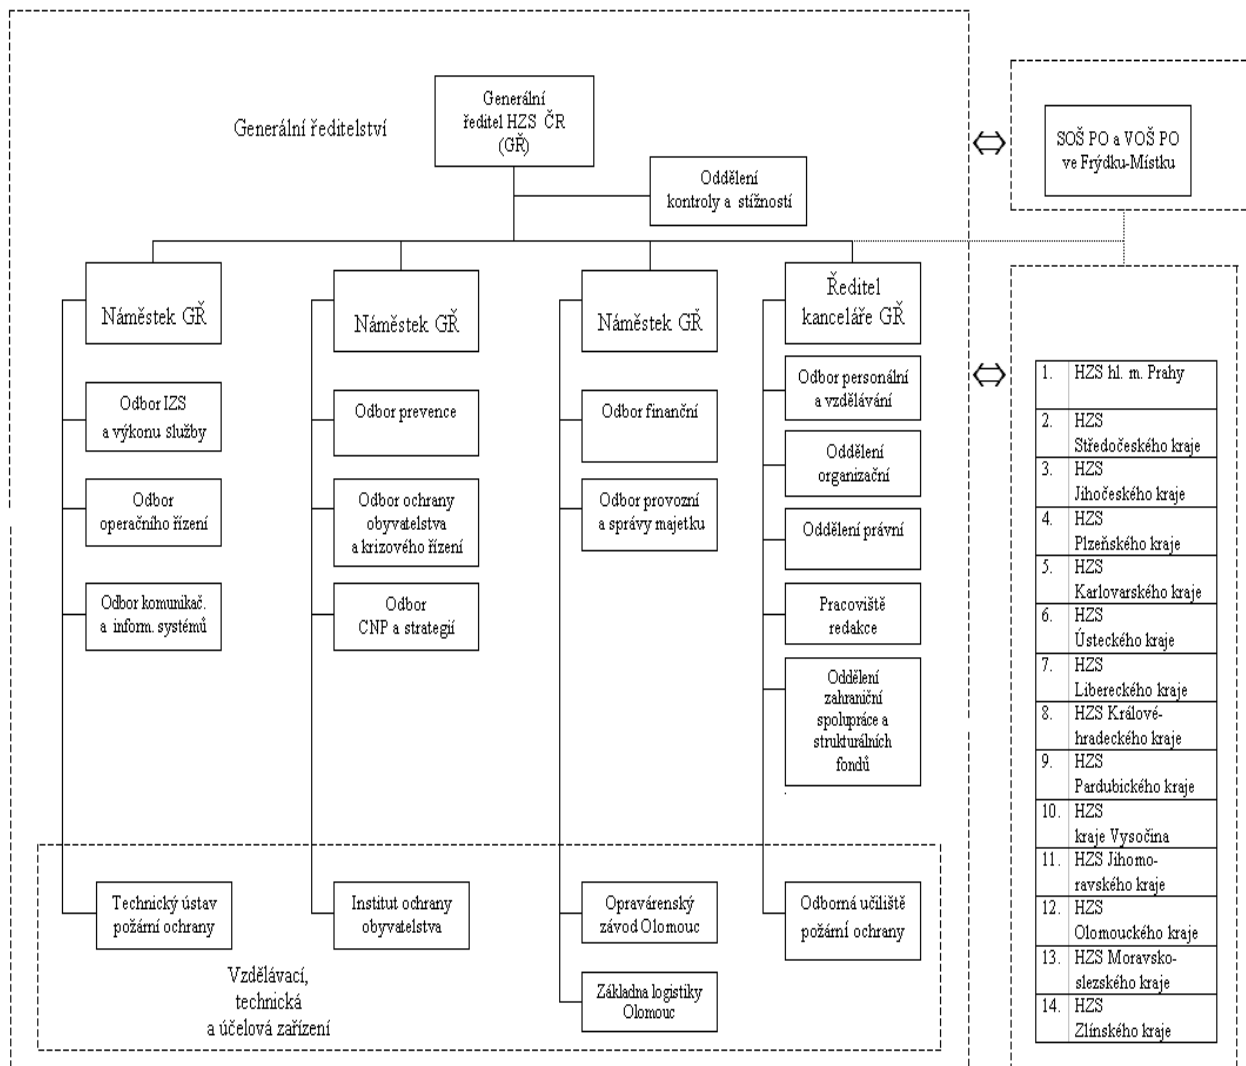 Generální ředitelství
Generální
ředitel HZS ČR
(GŘ)
Oddělení
kontroly a stížností
SOŠ PO a VOŠ PO
ve Frýdku-Místku
Náměstek GŘ
Náměstek GŘ
Náměstek GŘ
Ředitel
kanceláře GŘ
Odbor IZS
a výkonu služby
Odbor
operačního řízení
Odbor komunikač.
a inform. systémů
Odbor prevence
Odbor ochrany
obyvatelstva
a krizového řízení
Odbor
CNP a strategií
Odbor finanční
Odbor provozní
a správy majetku
Odbor personální
a vzdělávání
Oddělení
organizační
Oddělení právní
Pracoviště
redakce
Oddělení
zahraniční
spolupráce a
strukturálních
fondů
Technický ústav
požární ochrany
Institut ochrany
obyvatelstva
Opravárenský
závod Olomouc
Základna logistiky
Olomouc
Odborná učiliště
požární ochrany
Vzdělávací,
technická
a účelová zařízení
1. HZS hl. m. Prahy
2. HZS
Středočeského kraje
3. HZS
Jihočeského kraje
4. HZS
Plzeňského kraje
5. HZS
Karlovarského kraje
6. HZS
Ústeckého kraje
7. HZS
Libereckého kraje
8. HZS Králové-
hradeckého kraje
9. HZS
Pardubického kraje
10. HZS
kraje Vysočina
11. HZS Jihomo-
ravského kraje
12. HZS
Olomouckého kraje
13. HZS Moravsko-
slezského kraje
14. HZS
Zlínského kraje